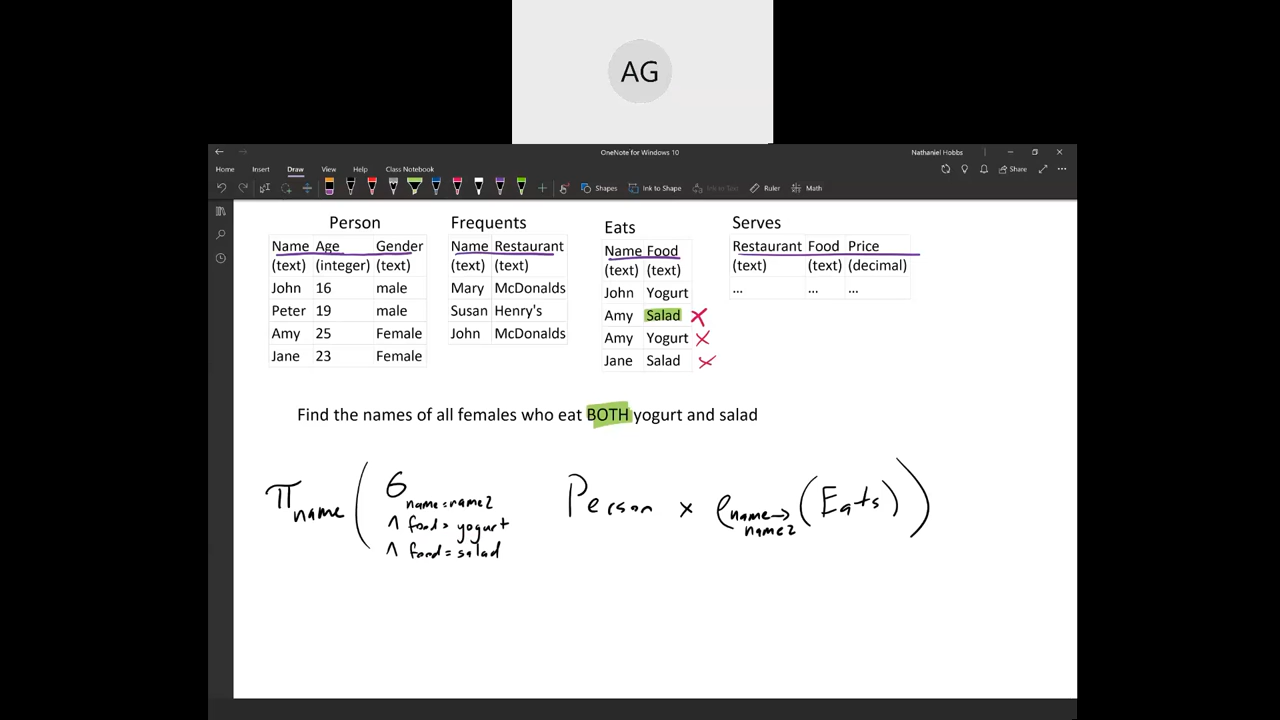 AG
OneNote for Windows 10
Nathaniel Hobbs
Home Insert Draw View Help Class Notebook
Share
Shapes Ink to Shape Ink to Text Ruler Math
Person Frequents Eats Serves
Name Age Gender Name Restaurant Name Food Restaurant Food Price
(text) (integer) (text) (text) (text) (text) (text) (text) (text) (decimal)
John 16 male Mary McDonalds John Yogurt ... ... ...
Peter 19 male Susan Henry's Amy Salad
Amy 25 Female John McDonalds Amy Yogurt
Jane 23 Female Jane Salad
Find the names of all females who eat BOTH yogurt and salad
π name ( σ name=name2 ∧ food=yogurt ∧ food=salad Person × ρ name→name2 (Eats) )